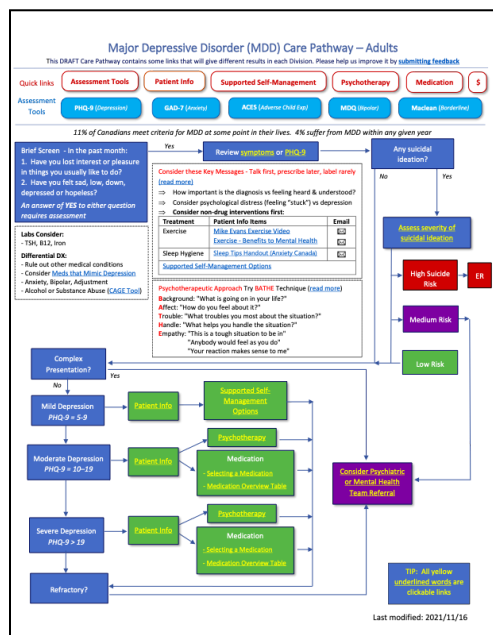 Major Depressive Disorder (MDD) Care Pathway – Adults
This DRAFT Care Pathway contains some links that will give different results in each Division. Please help us improve it by submitting feedback
Quick links
Assessment Tools
Patient Info
Supported Self-Management
Psychotherapy
Medication
$
Assessment
Tools
PHQ-9 (Depression)
GAD-7 (Anxiety)
ACES (Adverse Child Exp)
MDQ (Bipolar)
Maclean (Borderline)
11% of Canadians meet criteria for MDD at some point in their lives. 4% suffer from MDD within any given year
Brief Screen - In the past month:
1. Have you lost interest or pleasure
in things you usually like to do?
2. Have you felt sad, low, down,
depressed or hopeless?
An answer of YES to either question
requires assessment
Yes
Review symptoms or PHQ-9
Any suicidal
ideation?
No
Yes
Labs Consider:
- TSH, B12, Iron
Differential DX:
- Rule out other medical conditions
- Consider Meds that Mimic Depression
- Anxiety, Bipolar, Adjustment
- Alcohol or Substance Abuse (CAGE Tool)
Consider these Key Messages - Talk first, prescribe later, label rarely
(read more)
⇒ How important is the diagnosis vs feeling heard & understood?
⇒ Consider psychological distress (feeling "stuck") vs depression
⇒ Consider non-drug interventions first:
Treatment Patient Info Items Email
Exercise Mike Evans Exercise Video
Exercise - Benefits to Mental Health
Sleep Hygiene Sleep Tips Handout (Anxiety Canada)
Supported Self-Management Options
Psychotherapeutic Approach Try BATHE Technique (read more)
Background: "What is going on in your life?"
Affect: "How do you feel about it?"
Trouble: "What troubles you most about the situation?"
Handle: "What helps you handle the situation?"
Empathy: "This is a tough situation to be in"
"Anybody would feel as you do"
"Your reaction makes sense to me"
Assess severity of
suicidal ideation
High Suicide
Risk
ER
Medium Risk
Low Risk
Complex
Presentation?
No
Yes
Mild Depression
PHQ-9 = 5-9
Patient Info
Supported Self-
Management
Options
Moderate Depression
PHQ-9 = 10–19
Patient Info
Psychotherapy
Medication
- Selecting a Medication
- Medication Overview Table
Consider Psychiatric
or Mental Health
Team Referral
Severe Depression
PHQ-9 > 19
Patient Info
Psychotherapy
Medication
- Selecting a Medication
- Medication Overview Table
Refractory?
TIP: All yellow
underlined words are
clickable links
Last modified: 2021/11/16